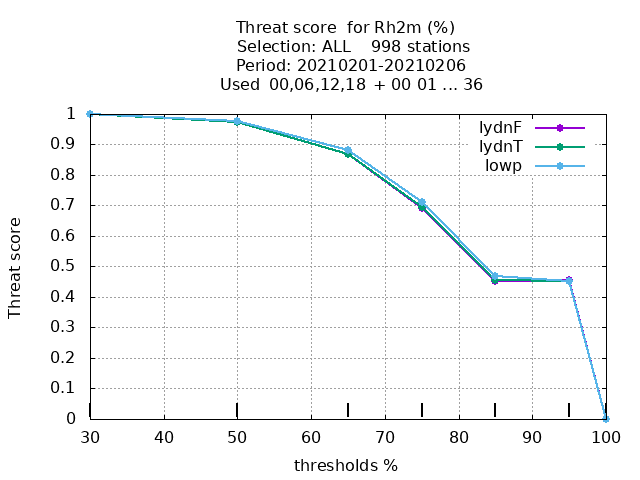 Threat score  for Rh2m (%)
Selection: ALL    998 stations
Period: 20210201-20210206
Used  00,06,12,18  + 00 01 ... 36
1
0.9
0.8
0.7
0.6
0.5
0.4
0.3
0.2
0.1
0
Threat score
lydnF
lydnT
lowp
30 40 50 60 70 80 90 100
thresholds %